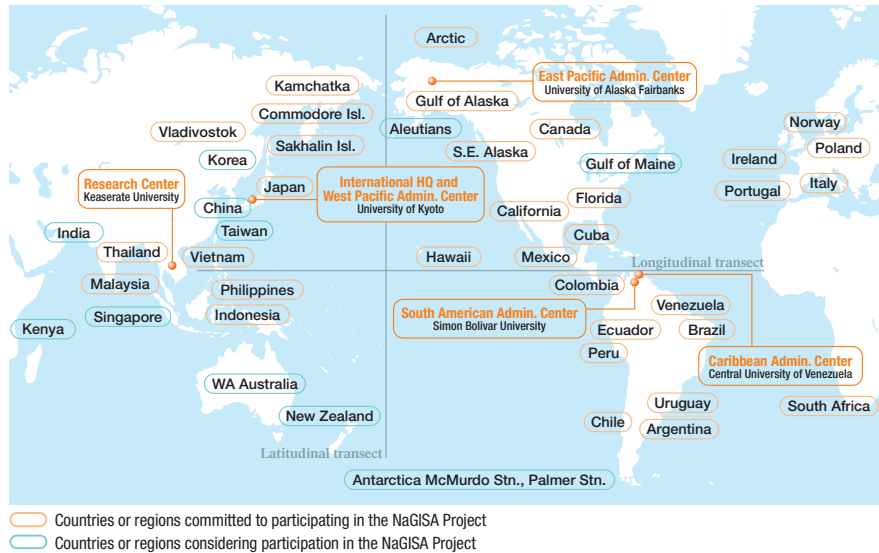 Arctic
East Pacific Admin. Center
University of Alaska Fairbanks
Kamchatka
Gulf of Alaska
Commodore Isl.
Norway
Vladivostok
Aleutians
Canada
Sakhalin Isl.
S.E. Alaska
Poland
Korea
Gulf of Maine
Ireland
Research Center
Keaserate University
Japan
International HQ and
West Pacific Admin. Center
University of Kyoto
Portugal
Italy
Florida
China
California
India
Taiwan
Cuba
Thailand
Vietnam
Hawaii
Mexico
Longitudinal transect
Malaysia
Philippines
Colombia
Venezuela
Singapore
Indonesia
South American Admin. Center
Simon Bolivar University
Kenya
Ecuador
Brazil
Peru
Caribbean Admin. Center
Central University of Venezuela
WA Australia
New Zealand
Uruguay
South Africa
Chile
Argentina
Latitudinal transect
Antarctica McMurdo Stn., Palmer Stn.
Countries or regions committed to participating in the NaGISA Project
Countries or regions considering participation in the NaGISA Project